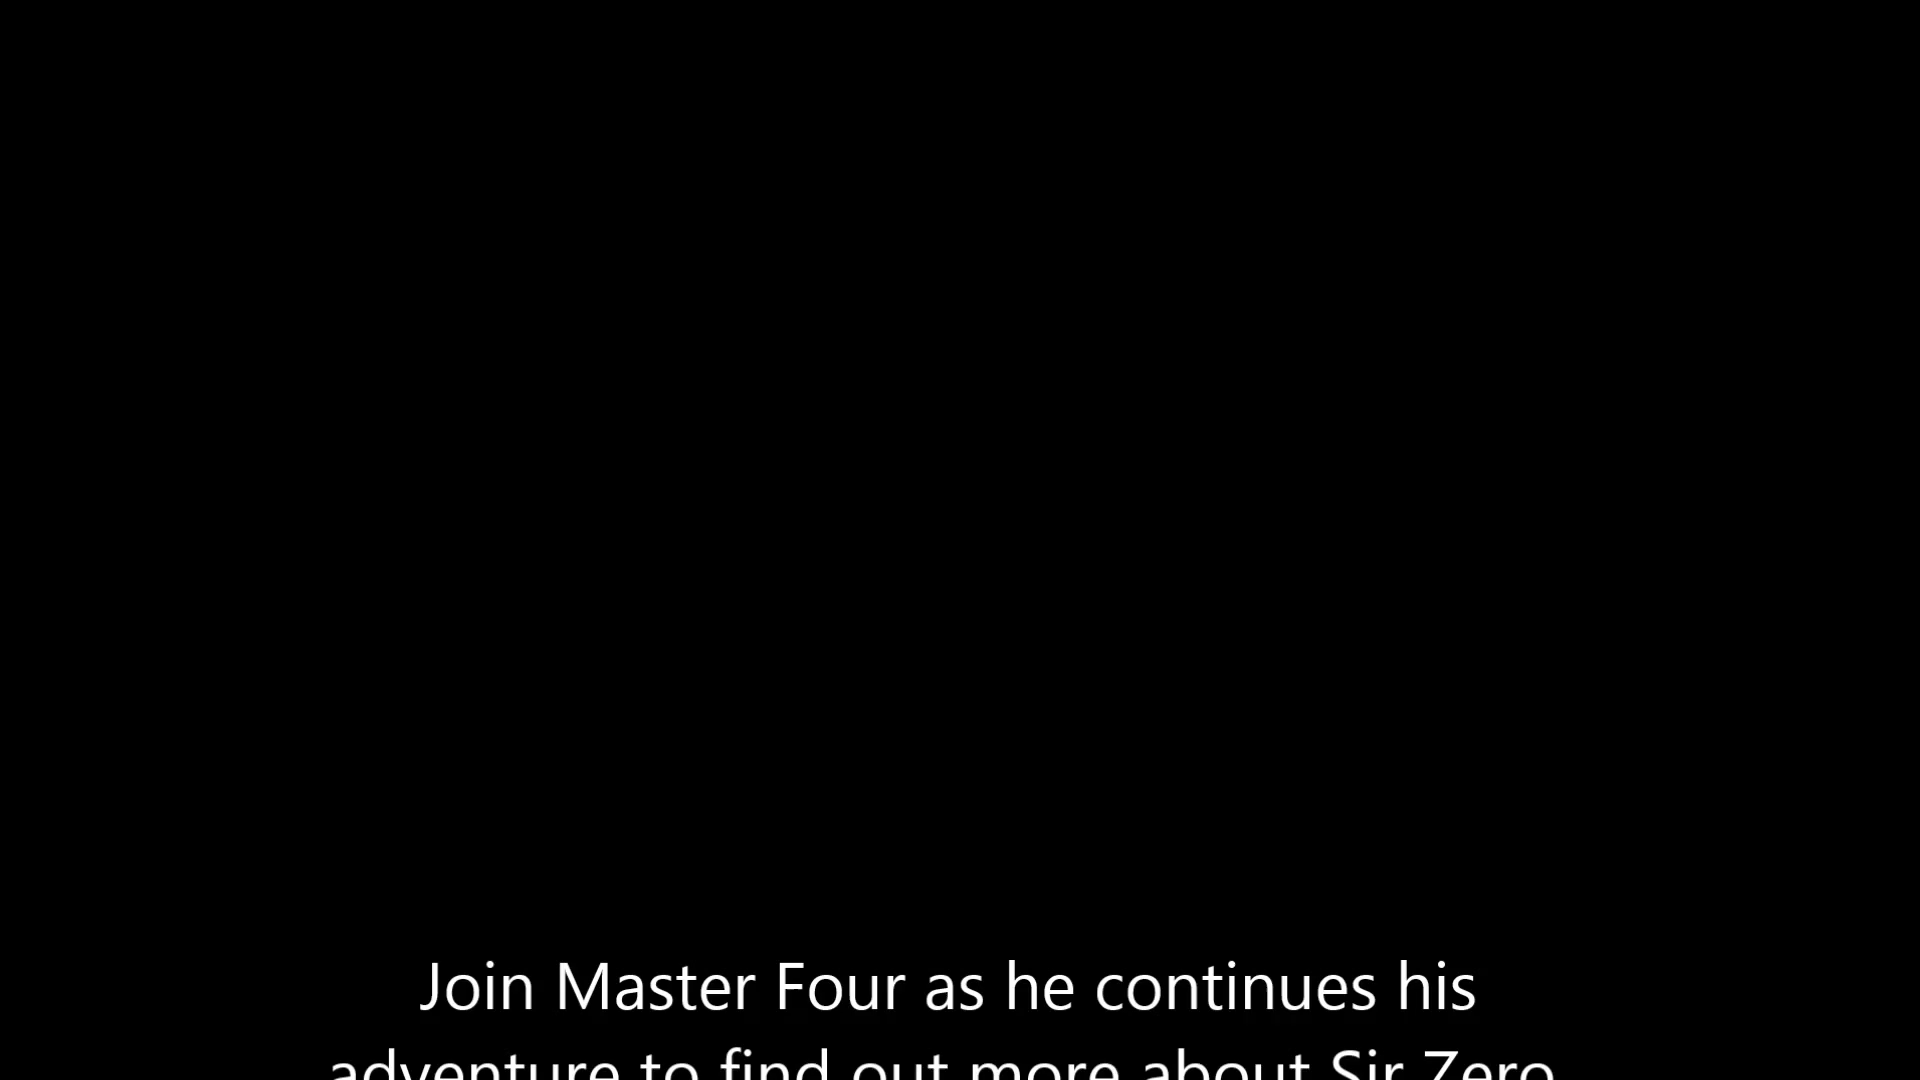 Join Master Four as he continues his
adventure to find out more about Sir Zero